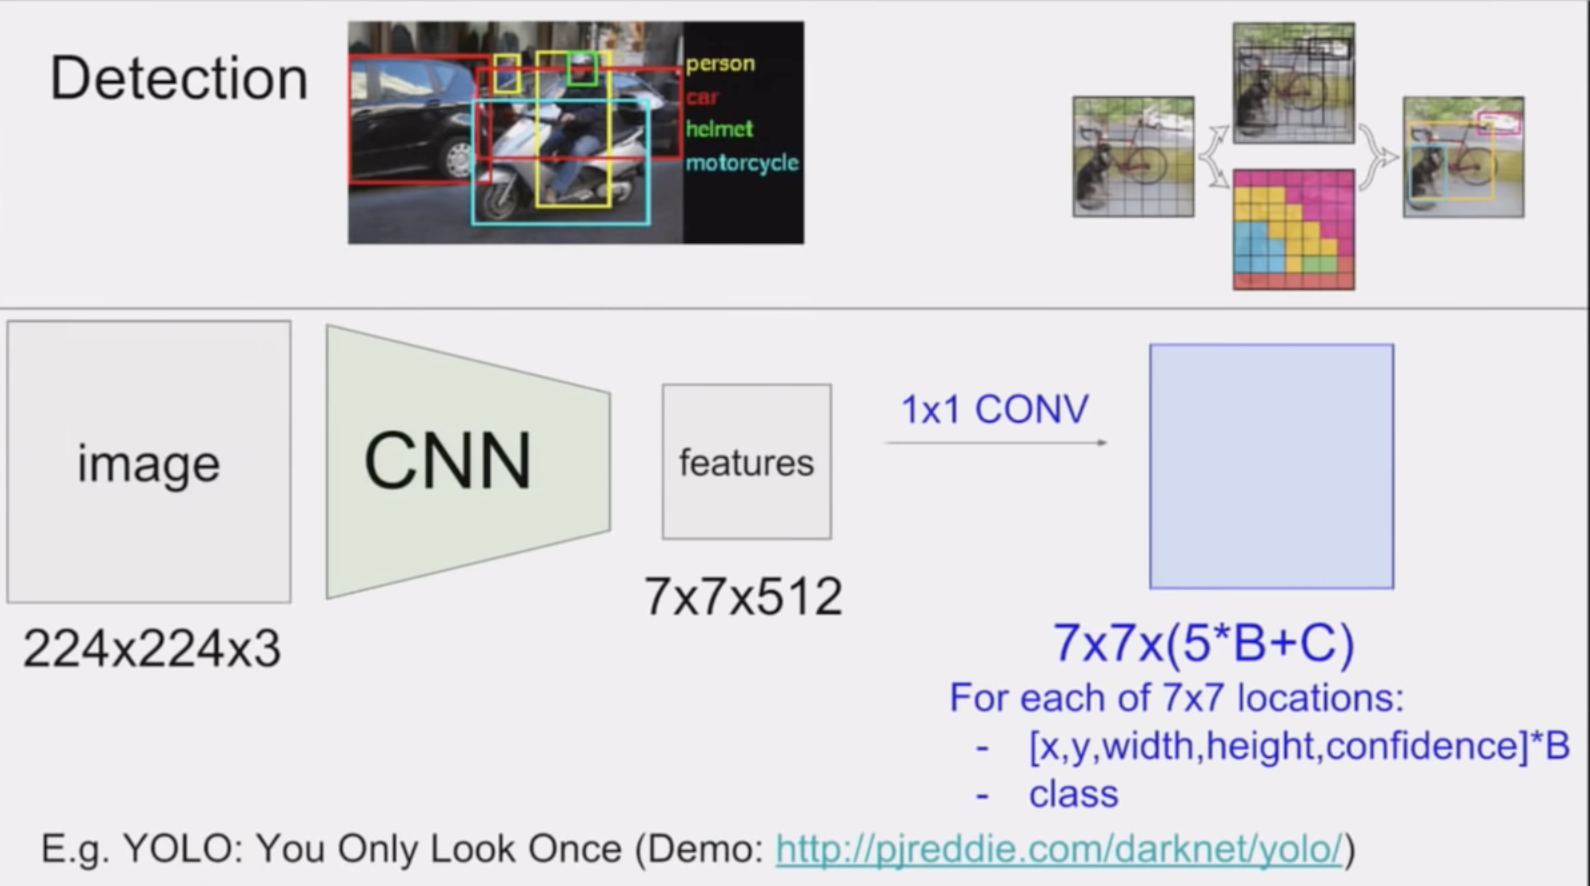 Detection
person
car
helmet
motorcycle
image
CNN
features
1x1 CONV
224x224x3
7x7x512
7x7x(5*B+C)
For each of 7x7 locations:
- [x,y,width,height,confidence]*B
- class
E.g. YOLO: You Only Look Once (Demo: http://pjreddie.com/darknet/yolo/)